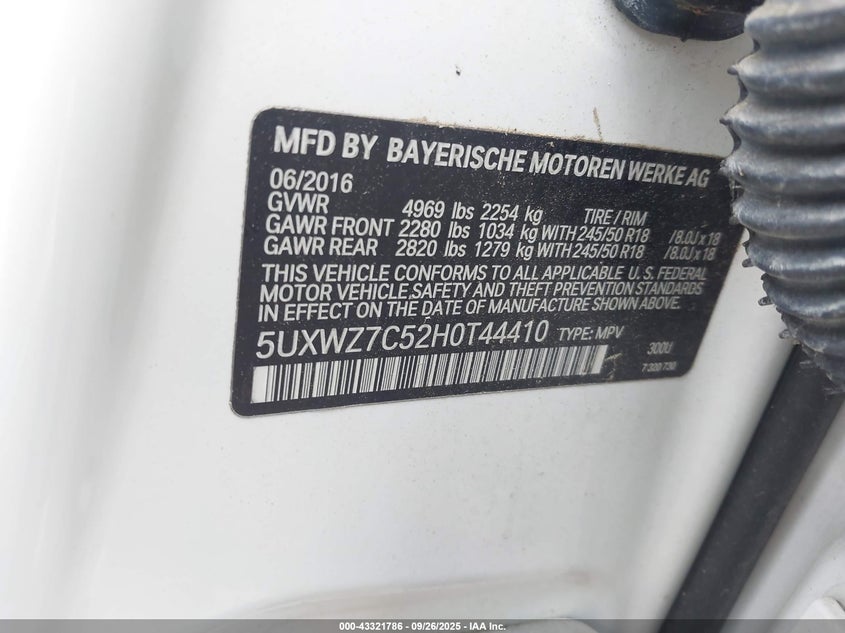 MFD BY BAYERISCHE MOTOREN WERKE AG
06/2016
GVWR 4969 lbs 2254 kg TIRE / RIM
GAWR FRONT 2280 lbs 1034 kg WITH 245/50 R18 /8.0J x 18
GAWR REAR 2820 lbs 1279 kg WITH 245/50 R18 /8.0J x 18
THIS VEHICLE CONFORMS TO ALL APPLICABLE U.S. FEDERAL
MOTOR VEHICLE SAFETY AND THEFT PREVENTION STANDARDS
IN EFFECT ON THE DATE OF MANUFACTURE SHOWN ABOVE.
5UXWZ7C52H0T44410 TYPE: MPV
300U
7 300 730
000-43321786 - 09/26/2025 - IAA Inc.